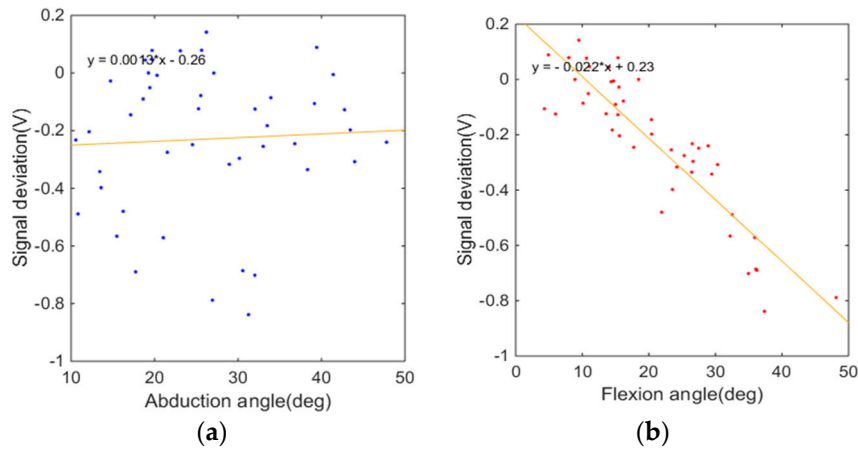 0.2
0
-0.2
-0.4
-0.6
-0.8
-1
Signal deviation(V)
y = 0.0013*x - 0.26
10 20 30 40 50
Abduction angle(deg)
(a)
0.2
0
-0.2
-0.4
-0.6
-0.8
-1
Signal deviation(V)
y = - 0.022*x + 0.23
0 10 20 30 40 50
Flexion angle(deg)
(b)